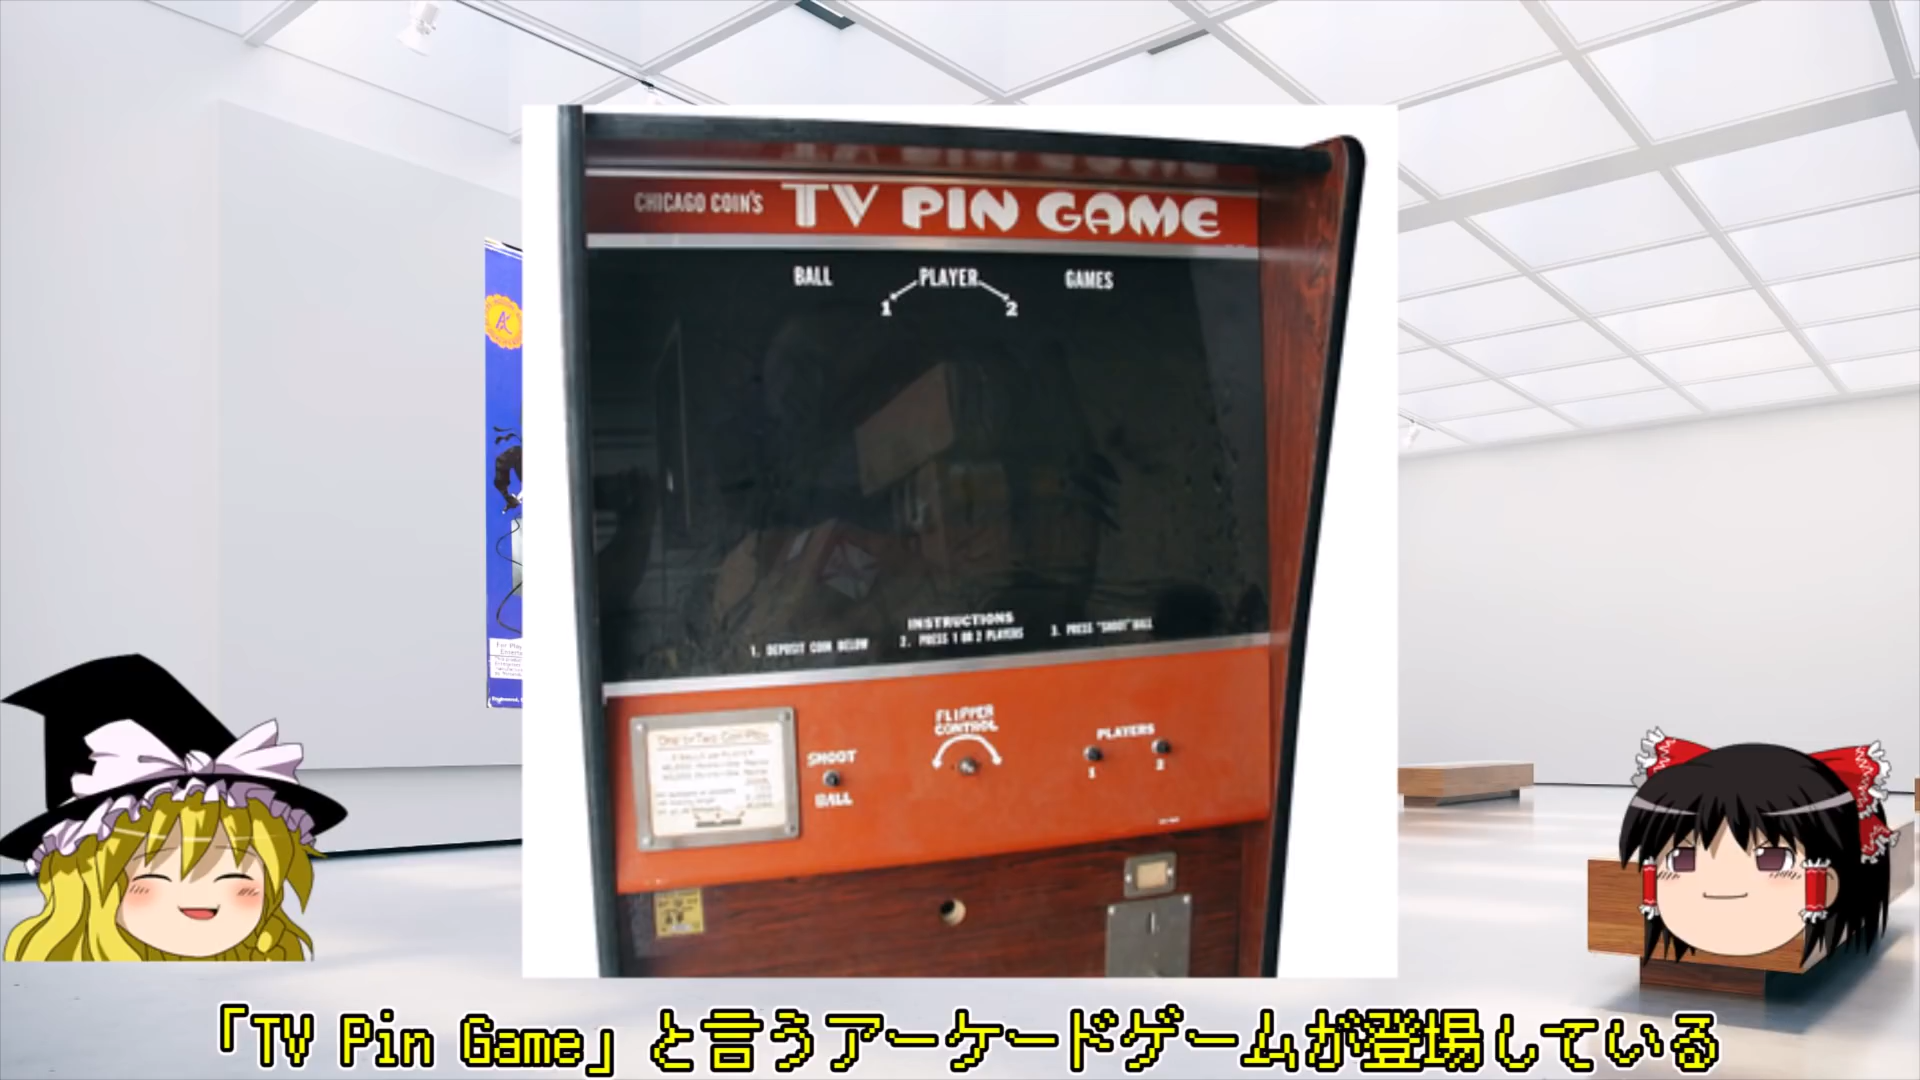 CHICAGO COIN'S TV PIN GAME
BALL PLAYER GAMES
1 2
INSTRUCTIONS
1. DEPOSIT COIN BELOW 2. PRESS 1 OR 2 PLAYERS 3. PRESS "SHOOT" BALL
FLIPPER
CONTROL
PLAYERS
SHOOT
1 2
BALL
「TV Pin Game」と言うアーケードゲームが登場している